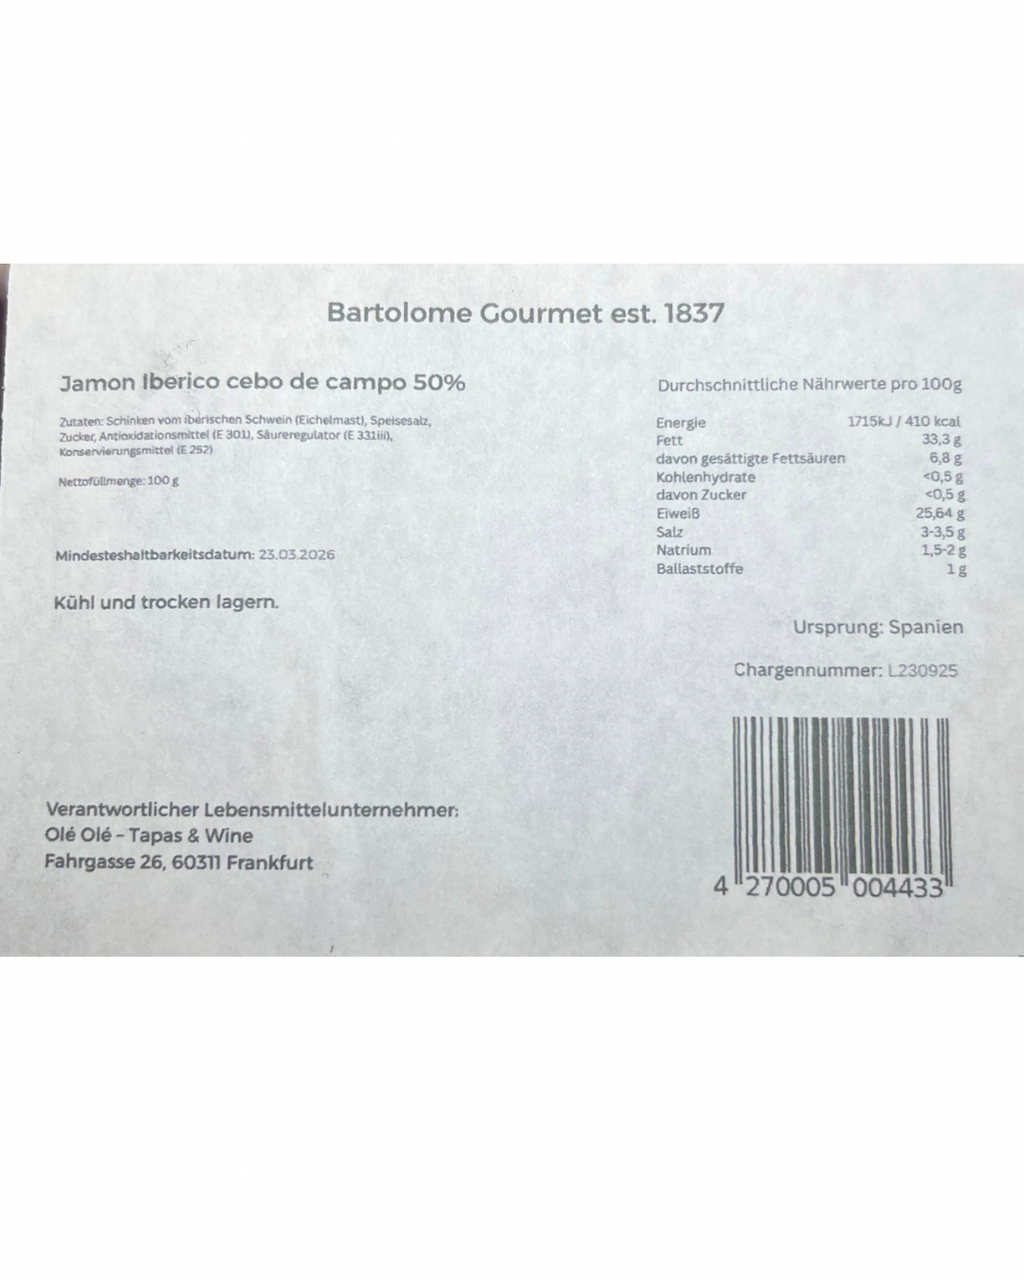 Bartolome Gourmet est. 1837
Jamon Iberico cebo de campo 50%
Zutaten: Schinken vom iberischen Schwein (Eichelmast), Speisesalz,
Zucker, Antioxidationsmittel (E 301), Säureregulator (E 331iii),
Konservierungsmittel (E 252)
Nettofüllmenge: 100 g
Mindesteshaltbarkeitsdatum: 23.03.2026
Kühl und trocken lagern.
Verantwortlicher Lebensmittelunternehmer:
Olé Olé – Tapas & Wine
Fahrgasse 26, 60311 Frankfurt
Durchschnittliche Nährwerte pro 100g
Energie 1715kJ / 410 kcal
Fett 33,3 g
davon gesättigte Fettsäuren 6,8 g
Kohlenhydrate <0,5 g
davon Zucker <0,5 g
Eiweiß 25,64 g
Salz 3-3,5 g
Natrium 1,5-2 g
Ballaststoffe 1 g
Ursprung: Spanien
Chargennummer: L230925
4 270005 004433